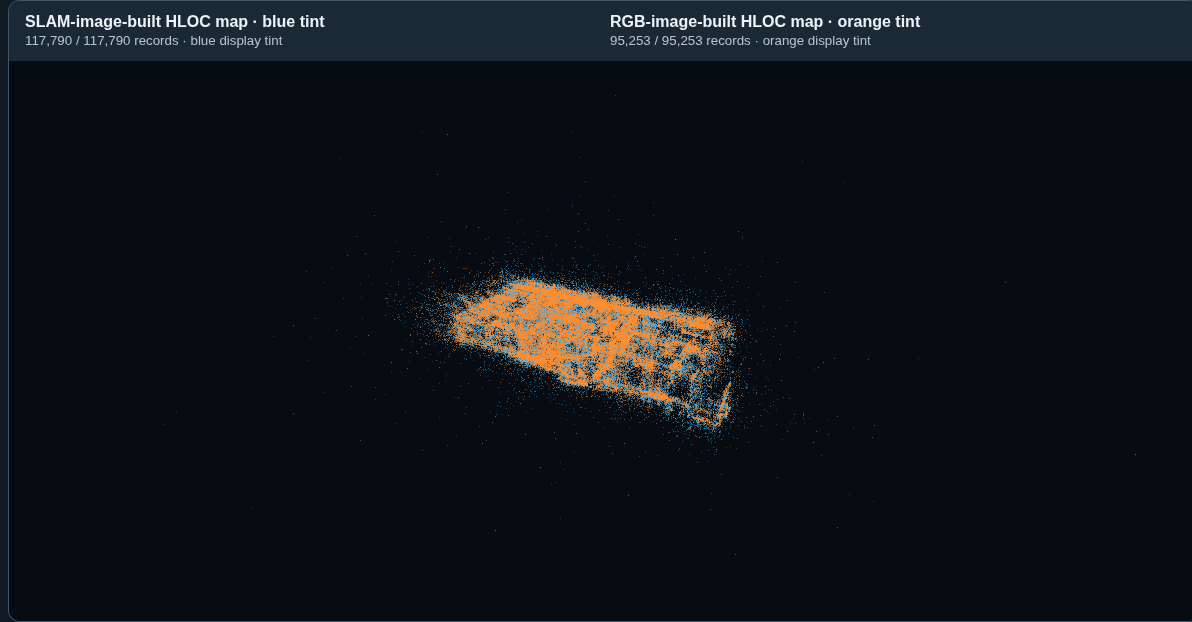 SLAM-image-built HLOC map · blue tint
117,790 / 117,790 records · blue display tint
RGB-image-built HLOC map · orange tint
95,253 / 95,253 records · orange display tint